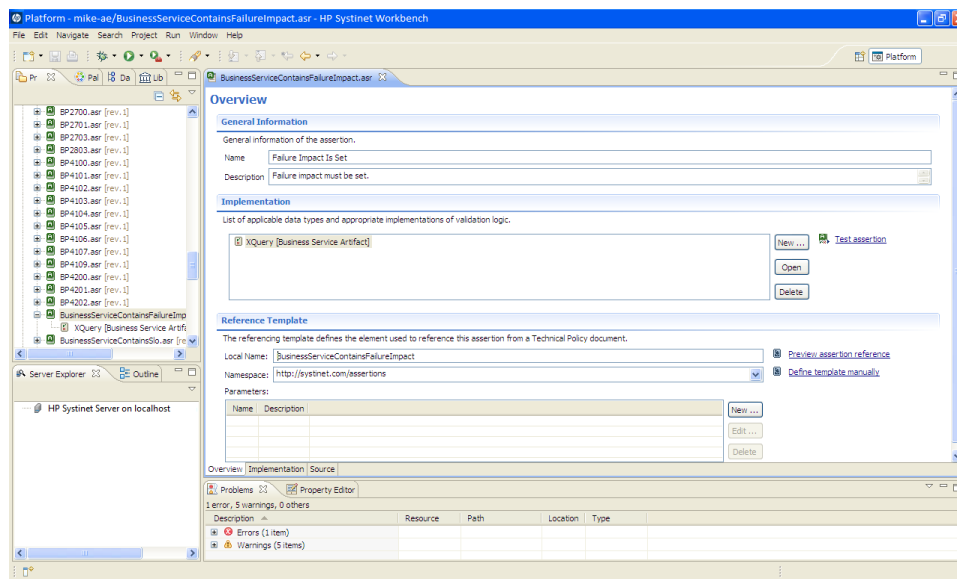 Platform - mike-ae/BusinessServiceContainsFailureImpact.asr - HP Systinet Workbench
File Edit Navigate Search Project Run Window Help
Platform
Pr Pal Da Lib
BusinessServiceContainsFailureImpact.asr
BP2700.asr [rev.1]
BP2701.asr [rev.1]
BP2703.asr [rev.1]
BP2803.asr [rev.1]
BP4100.asr [rev.1]
BP4101.asr [rev.1]
BP4102.asr [rev.1]
BP4103.asr [rev.1]
BP4104.asr [rev.1]
BP4105.asr [rev.1]
BP4106.asr [rev.1]
BP4107.asr [rev.1]
BP4109.asr [rev.1]
BP4200.asr [rev.1]
BP4201.asr [rev.1]
BP4202.asr [rev.1]
BusinessServiceContainsFailureImp
XQuery [Business Service Artifa
BusinessServiceContainsSlo.asr [re
Server Explorer Outline
HP Systinet Server on localhost
Overview
General Information
General information of the assertion.
Name Failure Impact Is Set
Description Failure impact must be set.
Implementation
List of applicable data types and appropriate implementations of validation logic.
XQuery [Business Service Artifact]
New ... Test assertion
Open
Delete
Reference Template
The referencing template defines the element used to reference this assertion from a Technical Policy document.
Local Name: BusinessServiceContainsFailureImpact Preview assertion reference
Namespace: http://systinet.com/assertions Define template manually
Parameters:
Name Description New ...
Edit ...
Delete
Overview Implementation Source
Problems Property Editor
1 error, 5 warnings, 0 others
Description Resource Path Location Type
Errors (1 item)
Warnings (5 items)